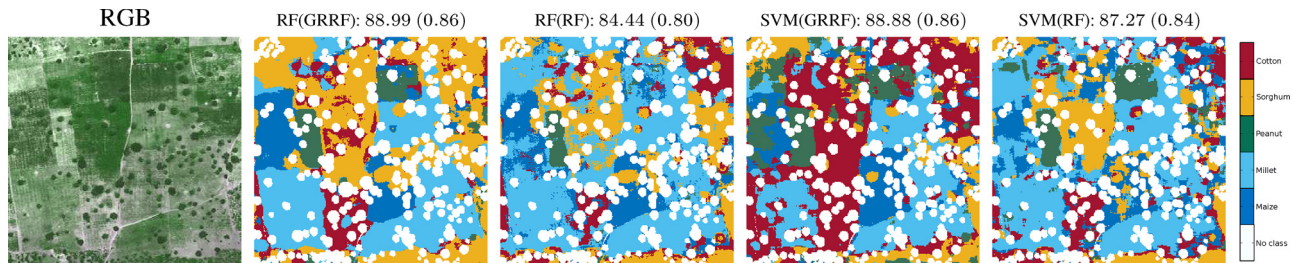 RGB
RF(GRRF): 88.99 (0.86)
RF(RF): 84.44 (0.80)
SVM(GRRF): 88.88 (0.86)
SVM(RF): 87.27 (0.84)
Cotton
Sorghum
Peanut
Millet
Maize
No class